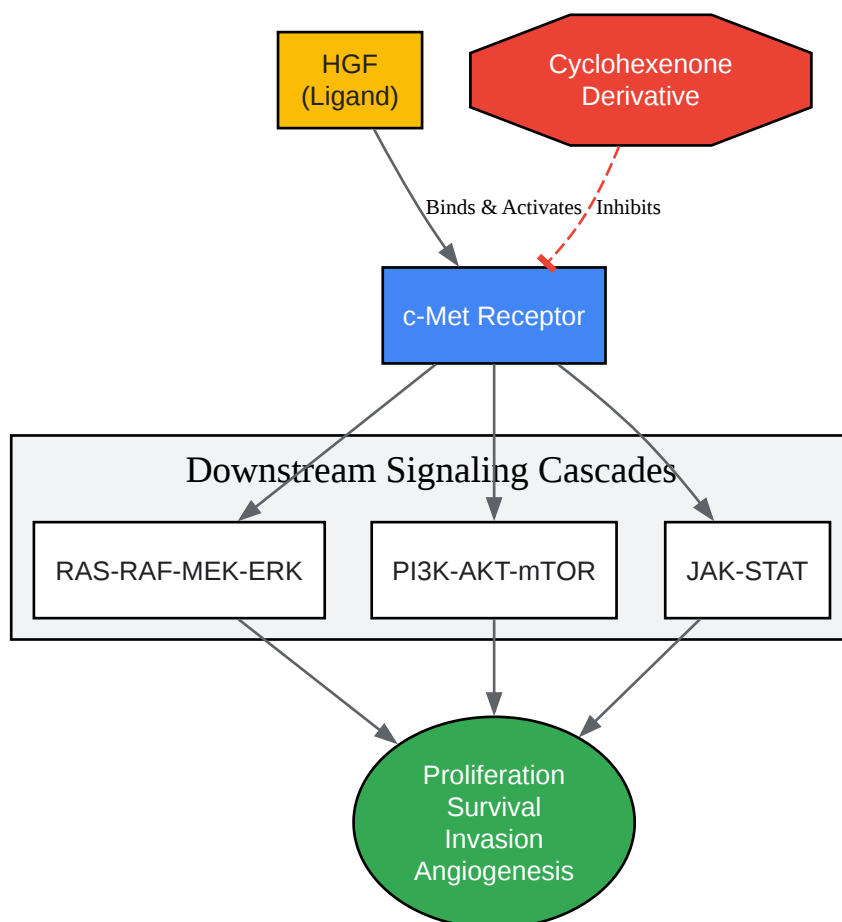 HGF
(Ligand)
Cyclohexenone
Derivative
Binds & Activates
Inhibits
c-Met Receptor
Downstream Signaling Cascades
RAS-RAF-MEK-ERK
PI3K-AKT-mTOR
JAK-STAT
Proliferation
Survival
Invasion
Angiogenesis